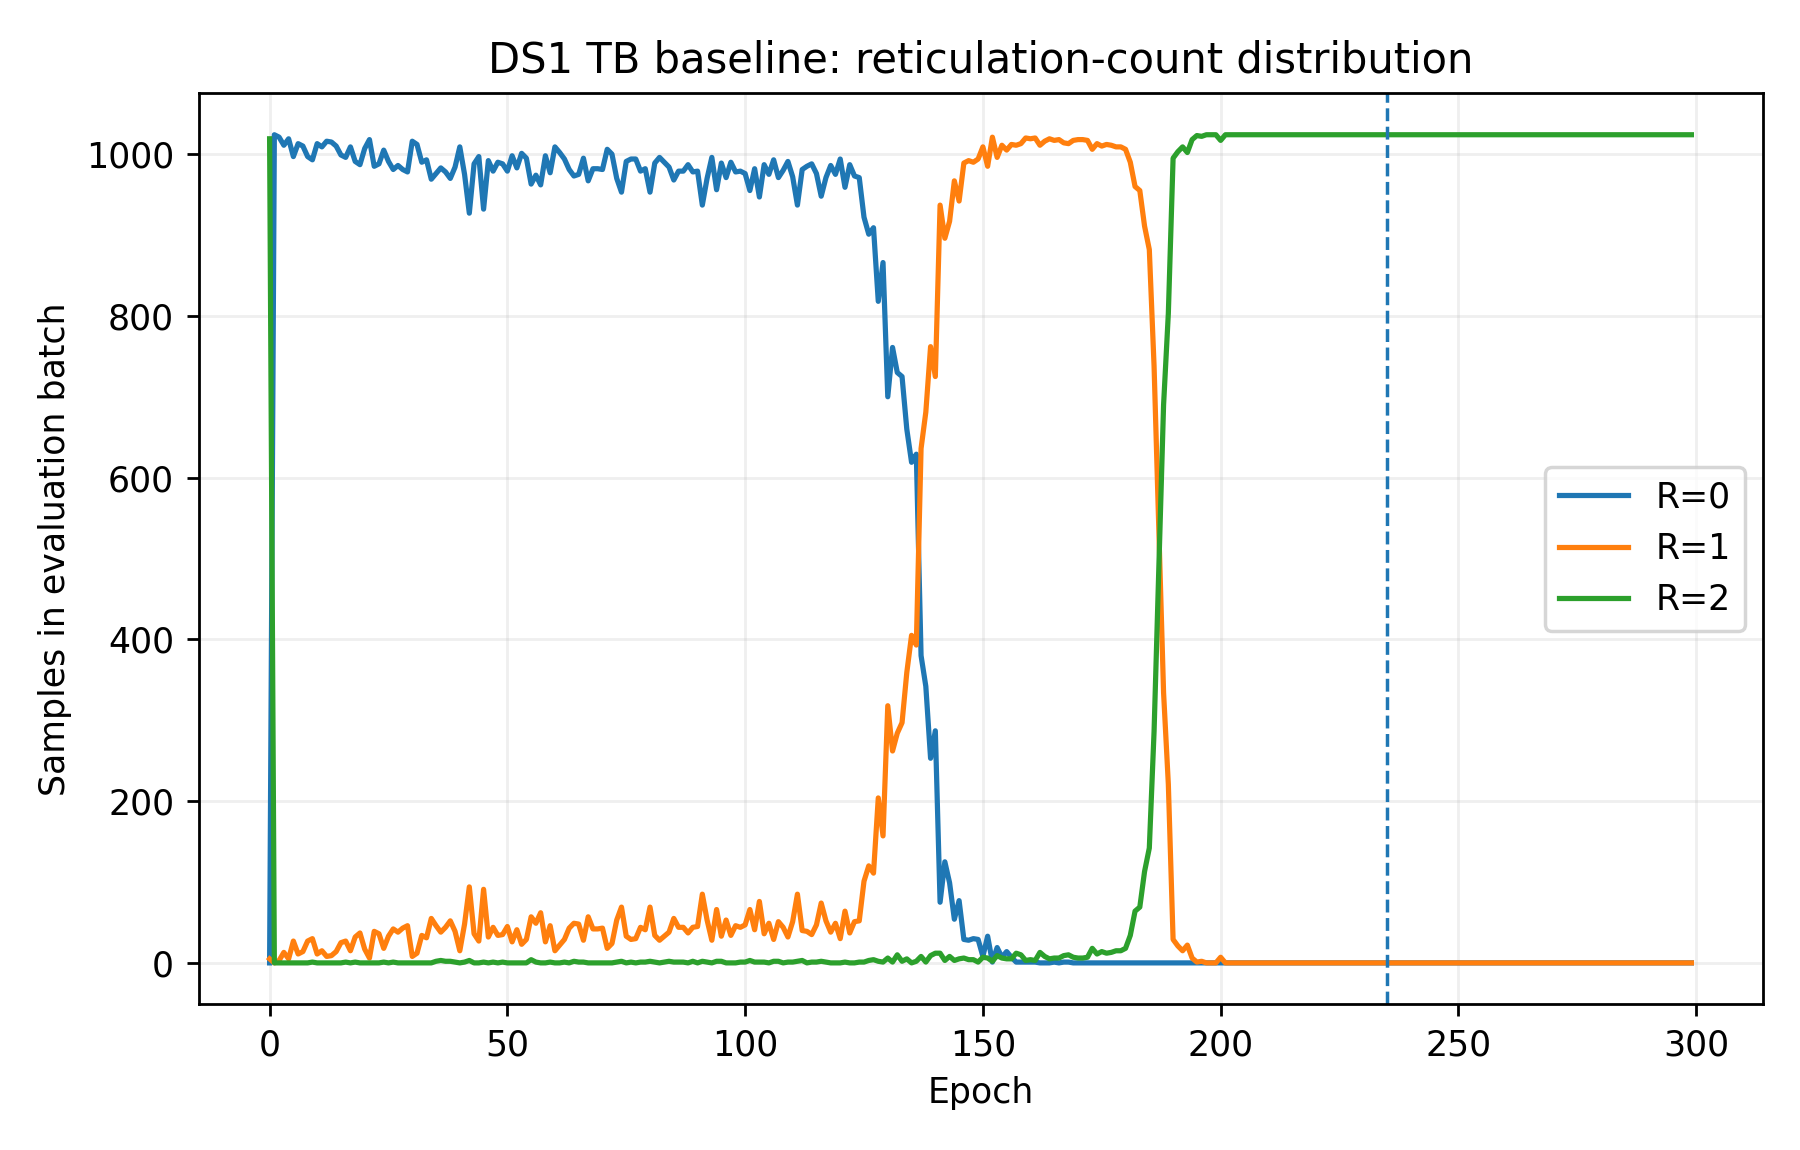 DS1 TB baseline: reticulation-count distribution
Samples in evaluation batch
1000
800
600
400
200
0
R=0
R=1
R=2
0 50 100 150 200 250 300
Epoch